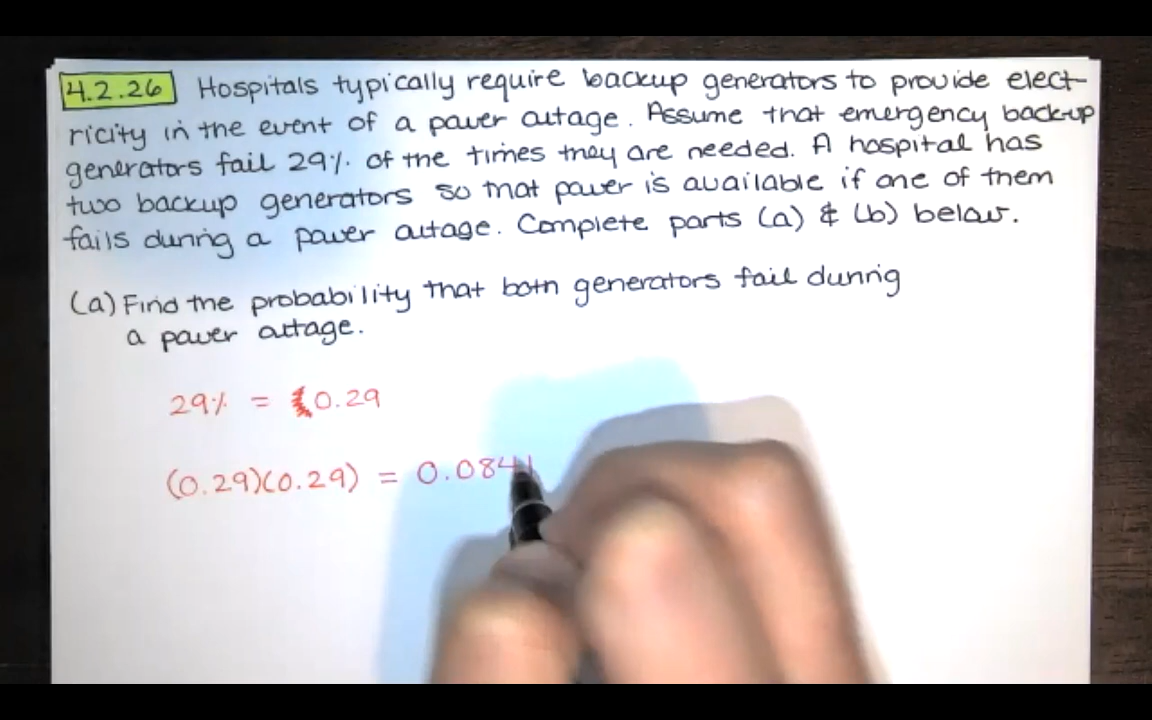 4.2.26 Hospitals typically require backup generators to provide elect-
ricity in the event of a power outage. Assume that emergency backup
generators fail 29% of the times they are needed. A hospital has
two backup generators so that power is available if one of them
fails during a power outage. Complete parts (a) & (b) below.
(a) Find the probability that both generators fail during
a power outage.
29% = 0.29
(0.29)(0.29) = 0.0841